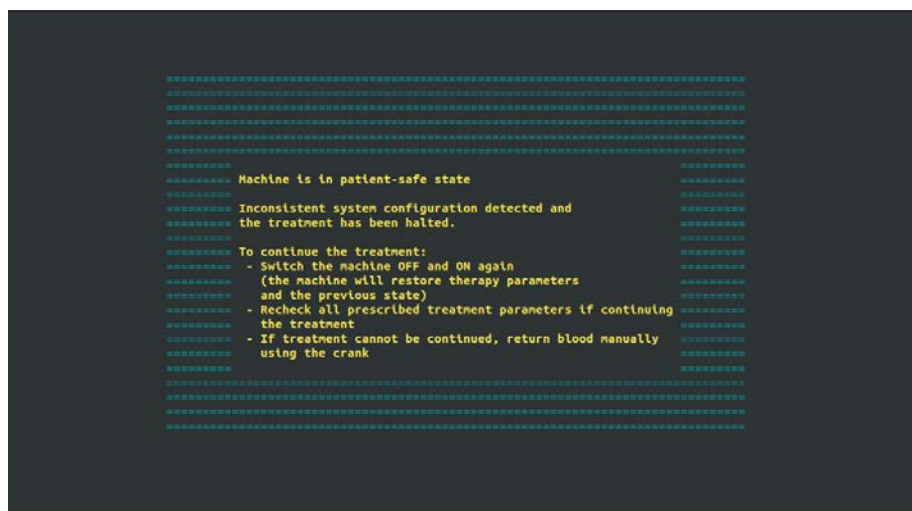 Machine is in patient-safe state
Inconsistent system configuration detected and
the treatment has been halted.
To continue the treatment:
- Switch the machine OFF and ON again
(the machine will restore therapy parameters
and the previous state)
- Recheck all prescribed treatment parameters if continuing
the treatment
- If treatment cannot be continued, return blood manually
using the crank